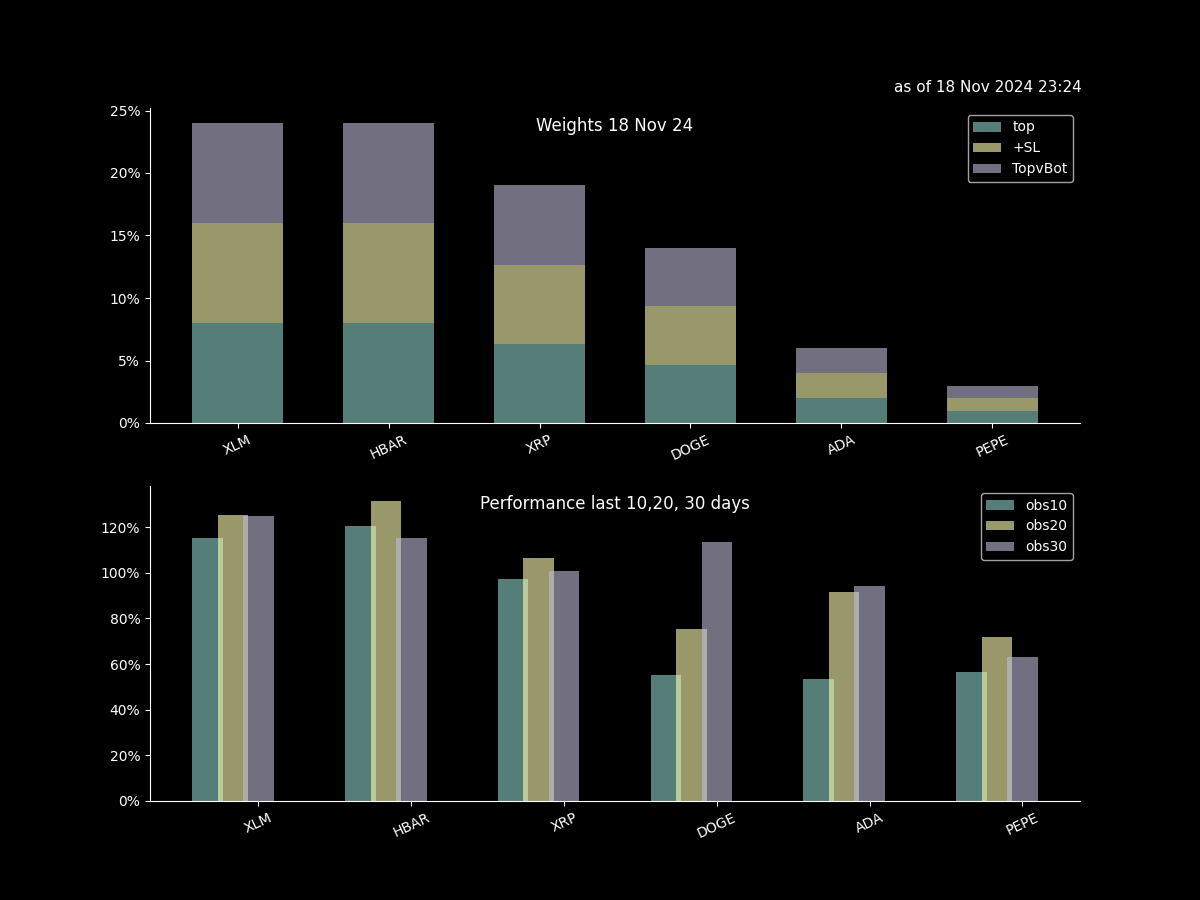 as of 18 Nov 2024 23:24
Weights 18 Nov 24
top
+SL
TopvBot
25%
20%
15%
10%
5%
0%
XLM HBAR XRP DOGE ADA PEPE
Performance last 10,20, 30 days
obs10
obs20
obs30
120%
100%
80%
60%
40%
20%
0%
XLM HBAR XRP DOGE ADA PEPE